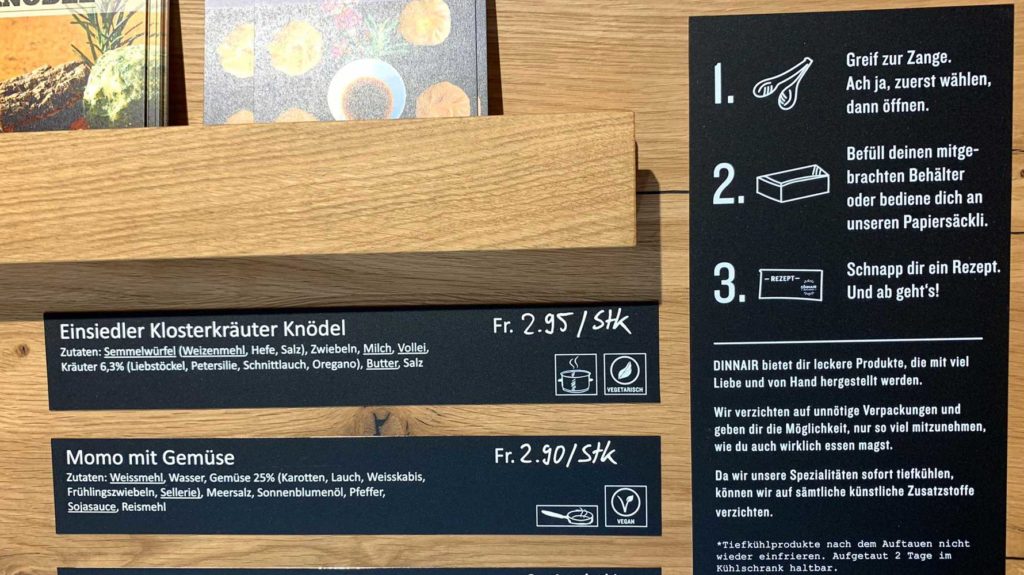 Einsiedler Klosterkräuter Knödel
Fr. 2.95/Stk
Zutaten: Semmelwürfel (Weizenmehl, Hefe, Salz), Zwiebeln, Milch, Vollei,
Kräuter 6,3% (Liebstöckel, Petersilie, Schnittlauch, Oregano), Butter, Salz
VEGETARISCH
Momo mit Gemüse
Fr. 2.90/Stk
Zutaten: Weissmehl, Wasser, Gemüse 25% (Karotten, Lauch, Weisskabis,
Frühlingszwiebeln, Sellerie), Meersalz, Sonnenblumenöl, Pfeffer,
Sojasauce, Reismehl
VEGAN
1.
Greif zur Zange.
Ach ja, zuerst wählen,
dann öffnen.
2.
Befüll deinen mitge-
brachten Behälter
oder bediene dich an
unseren Papiersäckli.
3.
– REZEPT –
DINNAIR
Schnapp dir ein Rezept.
Und ab geht's!
DINNAIR bietet dir leckere Produkte, die mit viel
Liebe und von Hand hergestellt werden.
Wir verzichten auf unnötige Verpackungen und
geben dir die Möglichkeit, nur so viel mitzunehmen,
wie du auch wirklich essen magst.
Da wir unsere Spezialitäten sofort tiefkühlen,
können wir auf sämtliche künstliche Zusatzstoffe
verzichten.
*Tiefkühlprodukte nach dem Auftauen nicht
wieder einfrieren. Aufgetaut 2 Tage im
Kühlschrank haltbar.